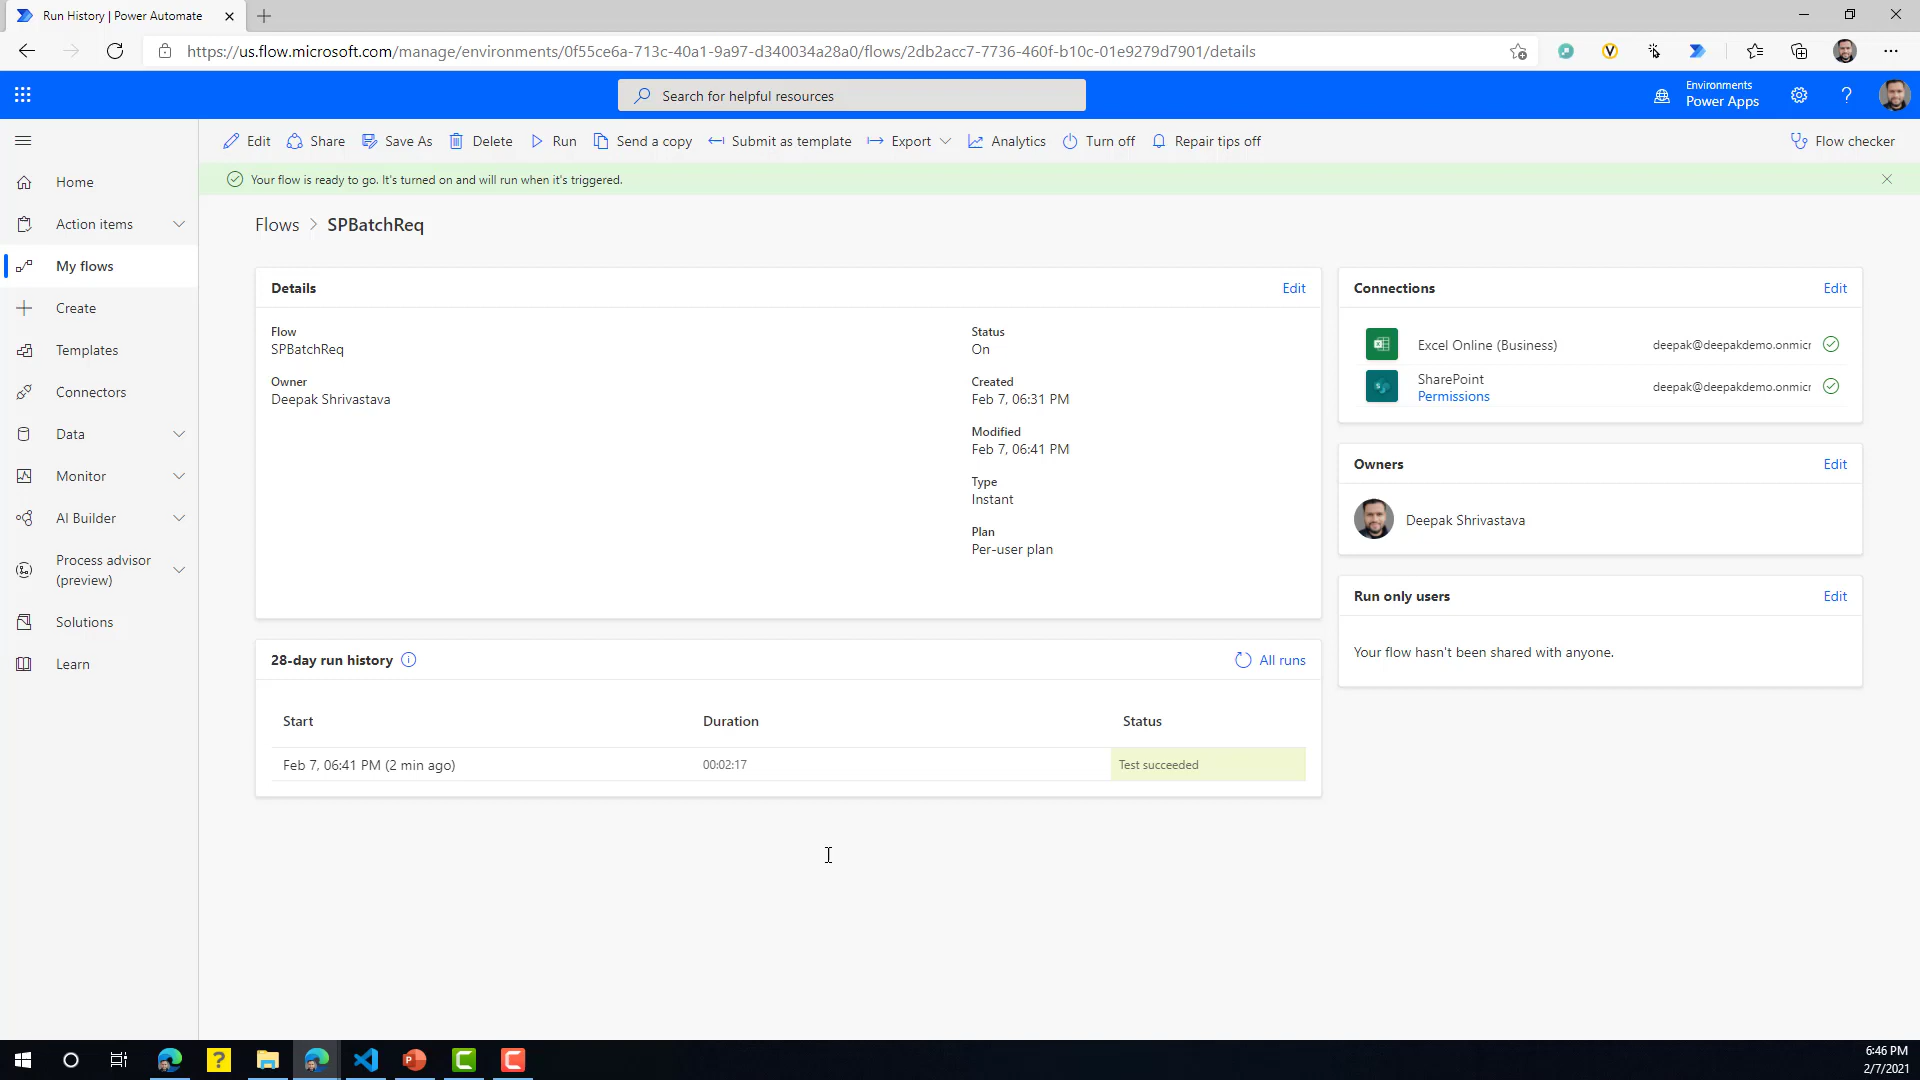 Run History | Power Automate
https://us.flow.microsoft.com/manage/environments/0f55ce6a-713c-40a1-9a97-d340034a28a0/flows/2db2acc7-7736-460f-b10c-01e9279d7901/details
Search for helpful resources
Environments
Power Apps
Edit
Share
Save As
Delete
Run
Send a copy
Submit as template
Export
Analytics
Turn off
Repair tips off
Flow checker
Your flow is ready to go. It's turned on and will run when it's triggered.
Home
Action items
My flows
Create
Templates
Connectors
Data
Monitor
AI Builder
Process advisor
(preview)
Solutions
Learn
Flows > SPBatchReq
Details
Edit
Flow
SPBatchReq
Owner
Deepak Shrivastava
Status
On
Created
Feb 7, 06:31 PM
Modified
Feb 7, 06:41 PM
Type
Instant
Plan
Per-user plan
28-day run history
All runs
Start Duration Status
Feb 7, 06:41 PM (2 min ago) 00:02:17 Test succeeded
Connections
Edit
Excel Online (Business) deepak@deepakdemo.onmicr
SharePoint deepak@deepakdemo.onmicr
Permissions
Owners
Edit
Deepak Shrivastava
Run only users
Edit
Your flow hasn't been shared with anyone.
6:46 PM
2/7/2021